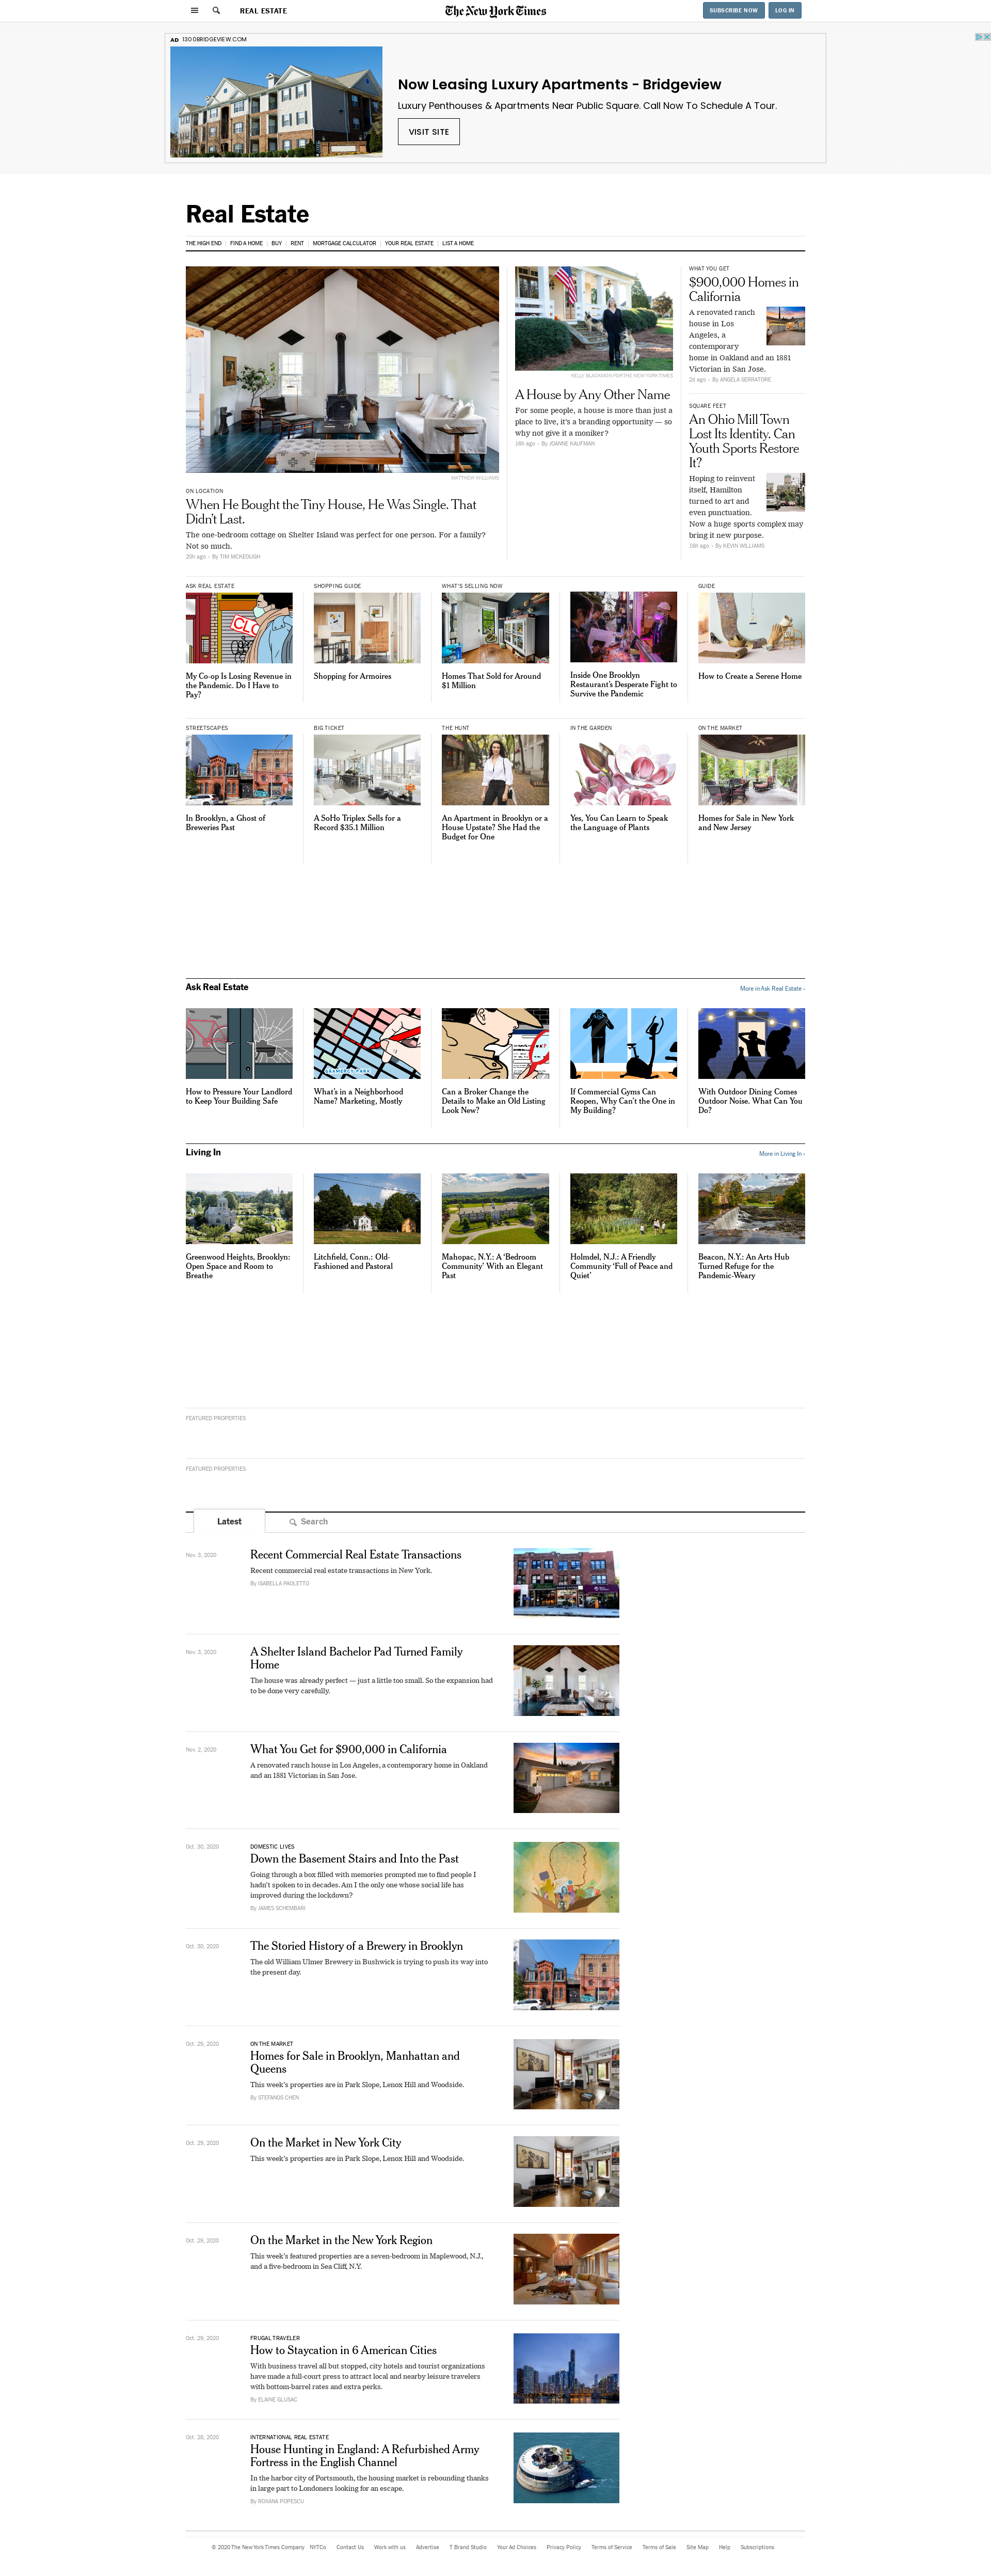 REAL ESTATE
The New York Times
SUBSCRIBE NOW
LOG IN
AD 1300BRIDGEVIEW.COM
Now Leasing Luxury Apartments - Bridgeview
Luxury Penthouses & Apartments Near Public Square. Call Now To Schedule A Tour.
VISIT SITE
Real Estate
THE HIGH END | FIND A HOME | BUY | RENT | MORTGAGE CALCULATOR | YOUR REAL ESTATE | LIST A HOME
MATTHEW WILLIAMS
ON LOCATION
When He Bought the Tiny House, He Was Single. That
Didn't Last.
The one-bedroom cottage on Shelter Island was perfect for one person. For a family?
Not so much.
20h ago · By TIM MCKEOUGH
KELLY BLACKMON FOR THE NEW YORK TIMES
A House by Any Other Name
For some people, a house is more than just a
place to live, it's a branding opportunity — so
why not give it a moniker?
16h ago · By JOANNE KAUFMAN
WHAT YOU GET
$900,000 Homes in
California
A renovated ranch
house in Los
Angeles, a
contemporary
home in Oakland and an 1881
Victorian in San Jose.
2d ago · By ANGELA SERRATORE
SQUARE FEET
An Ohio Mill Town
Lost Its Identity. Can
Youth Sports Restore
It?
Hoping to reinvent
itself, Hamilton
turned to art and
even punctuation.
Now a huge sports complex may
bring it new purpose.
16h ago · By KEVIN WILLIAMS
ASK REAL ESTATE
My Co-op Is Losing Revenue in
the Pandemic. Do I Have to
Pay?
SHOPPING GUIDE
Shopping for Armoires
WHAT'S SELLING NOW
Homes That Sold for Around
$1 Million
Inside One Brooklyn
Restaurant's Desperate Fight to
Survive the Pandemic
GUIDE
How to Create a Serene Home
STREETSCAPES
In Brooklyn, a Ghost of
Breweries Past
BIG TICKET
A SoHo Triplex Sells for a
Record $35.1 Million
THE HUNT
An Apartment in Brooklyn or a
House Upstate? She Had the
Budget for One
IN THE GARDEN
Yes, You Can Learn to Speak
the Language of Plants
ON THE MARKET
Homes for Sale in New York
and New Jersey
Ask Real Estate
More in Ask Real Estate ›
How to Pressure Your Landlord
to Keep Your Building Safe
GRAMERCY PARK
What's in a Neighborhood
Name? Marketing, Mostly
Can a Broker Change the
Details to Make an Old Listing
Look New?
If Commercial Gyms Can
Reopen, Why Can't the One in
My Building?
With Outdoor Dining Comes
Outdoor Noise. What Can You
Do?
Living In
More in Living In ›
Greenwood Heights, Brooklyn:
Open Space and Room to
Breathe
Litchfield, Conn.: Old-
Fashioned and Pastoral
Mahopac, N.Y.: A 'Bedroom
Community' With an Elegant
Past
Holmdel, N.J.: A Friendly
Community 'Full of Peace and
Quiet'
Beacon, N.Y.: An Arts Hub
Turned Refuge for the
Pandemic-Weary
FEATURED PROPERTIES
FEATURED PROPERTIES
Latest
Search
Nov. 3, 2020
Recent Commercial Real Estate Transactions
Recent commercial real estate transactions in New York.
By ISABELLA PAOLETTO
Nov. 3, 2020
A Shelter Island Bachelor Pad Turned Family
Home
The house was already perfect — just a little too small. So the expansion had
to be done very carefully.
Nov. 2, 2020
What You Get for $900,000 in California
A renovated ranch house in Los Angeles, a contemporary home in Oakland
and an 1881 Victorian in San Jose.
Oct. 30, 2020
DOMESTIC LIVES
Down the Basement Stairs and Into the Past
Going through a box filled with memories prompted me to find people I
hadn't spoken to in decades. Am I the only one whose social life has
improved during the lockdown?
By JAMES SCHEMBARI
Oct. 30, 2020
The Storied History of a Brewery in Brooklyn
The old William Ulmer Brewery in Bushwick is trying to push its way into
the present day.
Oct. 29, 2020
ON THE MARKET
Homes for Sale in Brooklyn, Manhattan and
Queens
This week's properties are in Park Slope, Lenox Hill and Woodside.
By STEFANOS CHEN
Oct. 29, 2020
On the Market in New York City
This week's properties are in Park Slope, Lenox Hill and Woodside.
Oct. 29, 2020
On the Market in the New York Region
This week's featured properties are a seven-bedroom in Maplewood, N.J.,
and a five-bedroom in Sea Cliff, N.Y.
Oct. 29, 2020
FRUGAL TRAVELER
How to Staycation in 6 American Cities
With business travel all but stopped, city hotels and tourist organizations
have made a full-court press to attract local and nearby leisure travelers
with bottom-barrel rates and extra perks.
By ELAINE GLUSAC
Oct. 28, 2020
INTERNATIONAL REAL ESTATE
House Hunting in England: A Refurbished Army
Fortress in the English Channel
In the harbor city of Portsmouth, the housing market is rebounding thanks
in large part to Londoners looking for an escape.
By ROXANA POPESCU
© 2020 The New York Times Company NYTCo Contact Us Work with us Advertise T Brand Studio Your Ad Choices Privacy Policy Terms of Service Terms of Sale Site Map Help Subscriptions